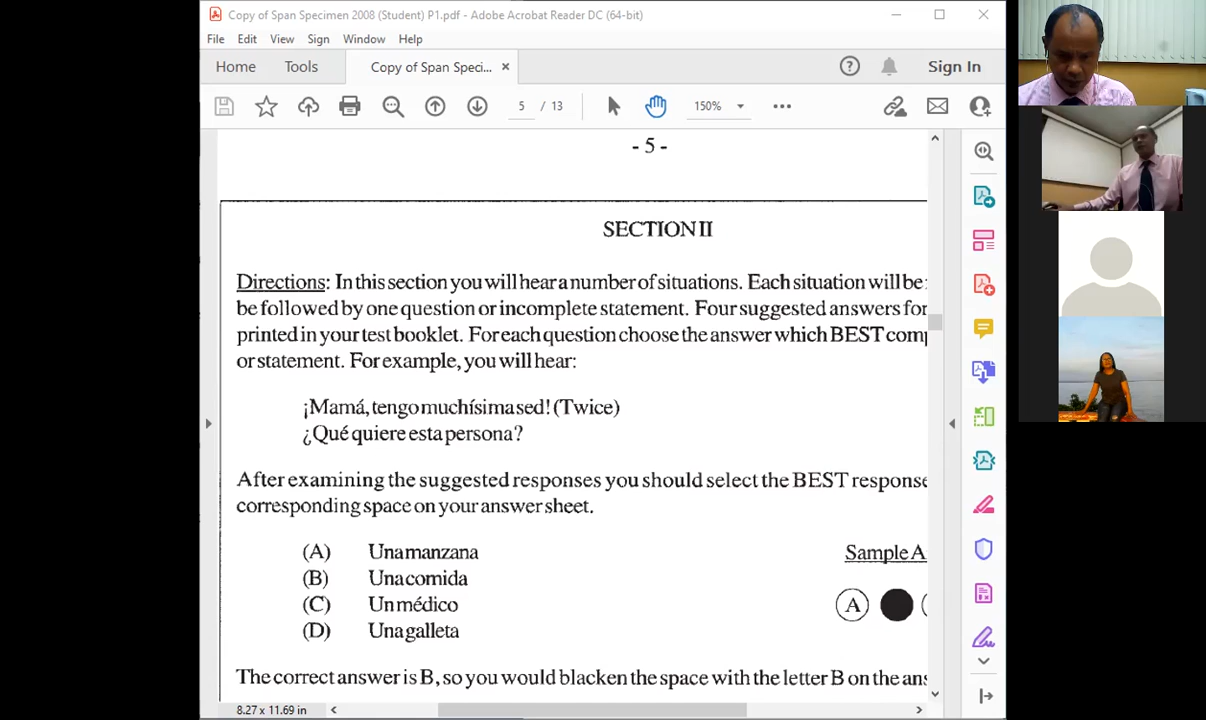 Copy of Span Specimen 2008 (Student) P1.pdf - Adobe Acrobat Reader DC (64-bit)
File Edit View Sign Window Help
Home Tools Copy of Span Speci... ×
Sign In
5 / 13 150%
- 5 -
SECTION II
Directions: In this section you will hear a number of situations. Each situation will be
be followed by one question or incomplete statement. Four suggested answers for
printed in your test booklet. For each question choose the answer which BEST com
or statement. For example, you will hear:
¡Mamá, tengo muchísima sed! (Twice)
¿Qué quiere esta persona?
After examining the suggested responses you should select the BEST response
corresponding space on your answer sheet.
(A) Una manzana
Sample A
(B) Una comida
(C) Un médico
A
(D) Una galleta
The correct answer is B, so you would blacken the space with the letter B on the ans
8.27 x 11.69 in